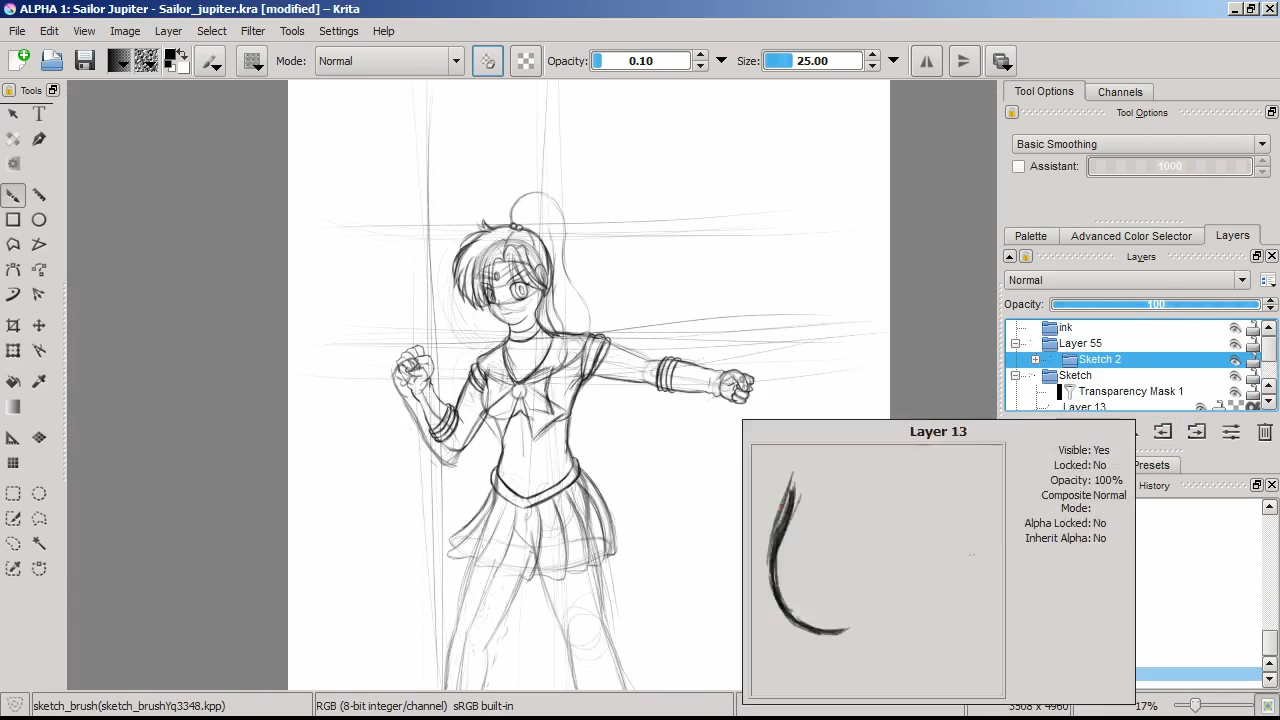 ALPHA 1: Sailor Jupiter - Sailor_jupiter.kra [modified] – Krita
File Edit View Image Layer Select Filter Tools Settings Help
Mode: Normal Opacity: 0.10 Size: 25.00
Tools
Tool Options Channels
Tool Options
Basic Smoothing
Assistant: 1000
Palette Advanced Color Selector Layers
Layers
Normal
Opacity: 100
ink
Layer 55
Sketch 2
Sketch
Transparency Mask 1
Layer 13
Layer 13
Visible: Yes
Locked: No
Opacity: 100%
Composite Normal
Mode:
Alpha Locked: No
Inherit Alpha: No
Presets
History
sketch_brush(sketch_brushYq3348.kpp) RGB (8-bit integer/channel) sRGB built-in 3508 x 4960 17%